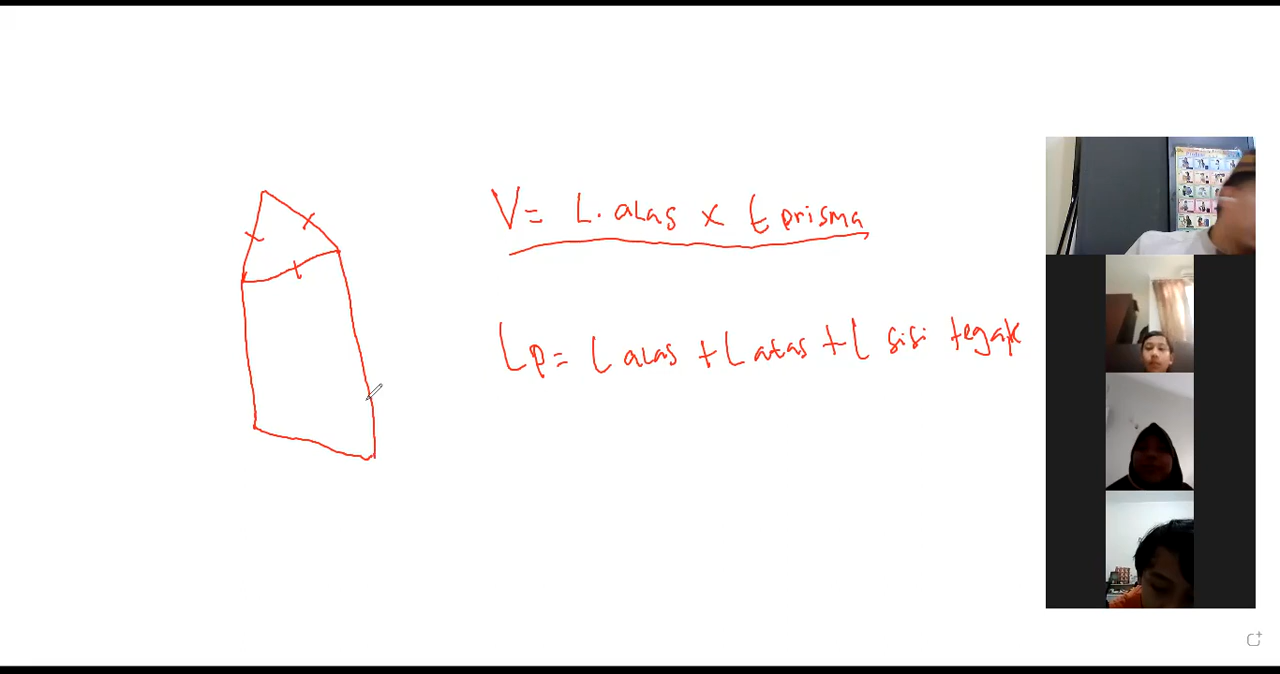 V= L. aLas x t prisma
Lp= L aLas + L atas + L sisi tegak